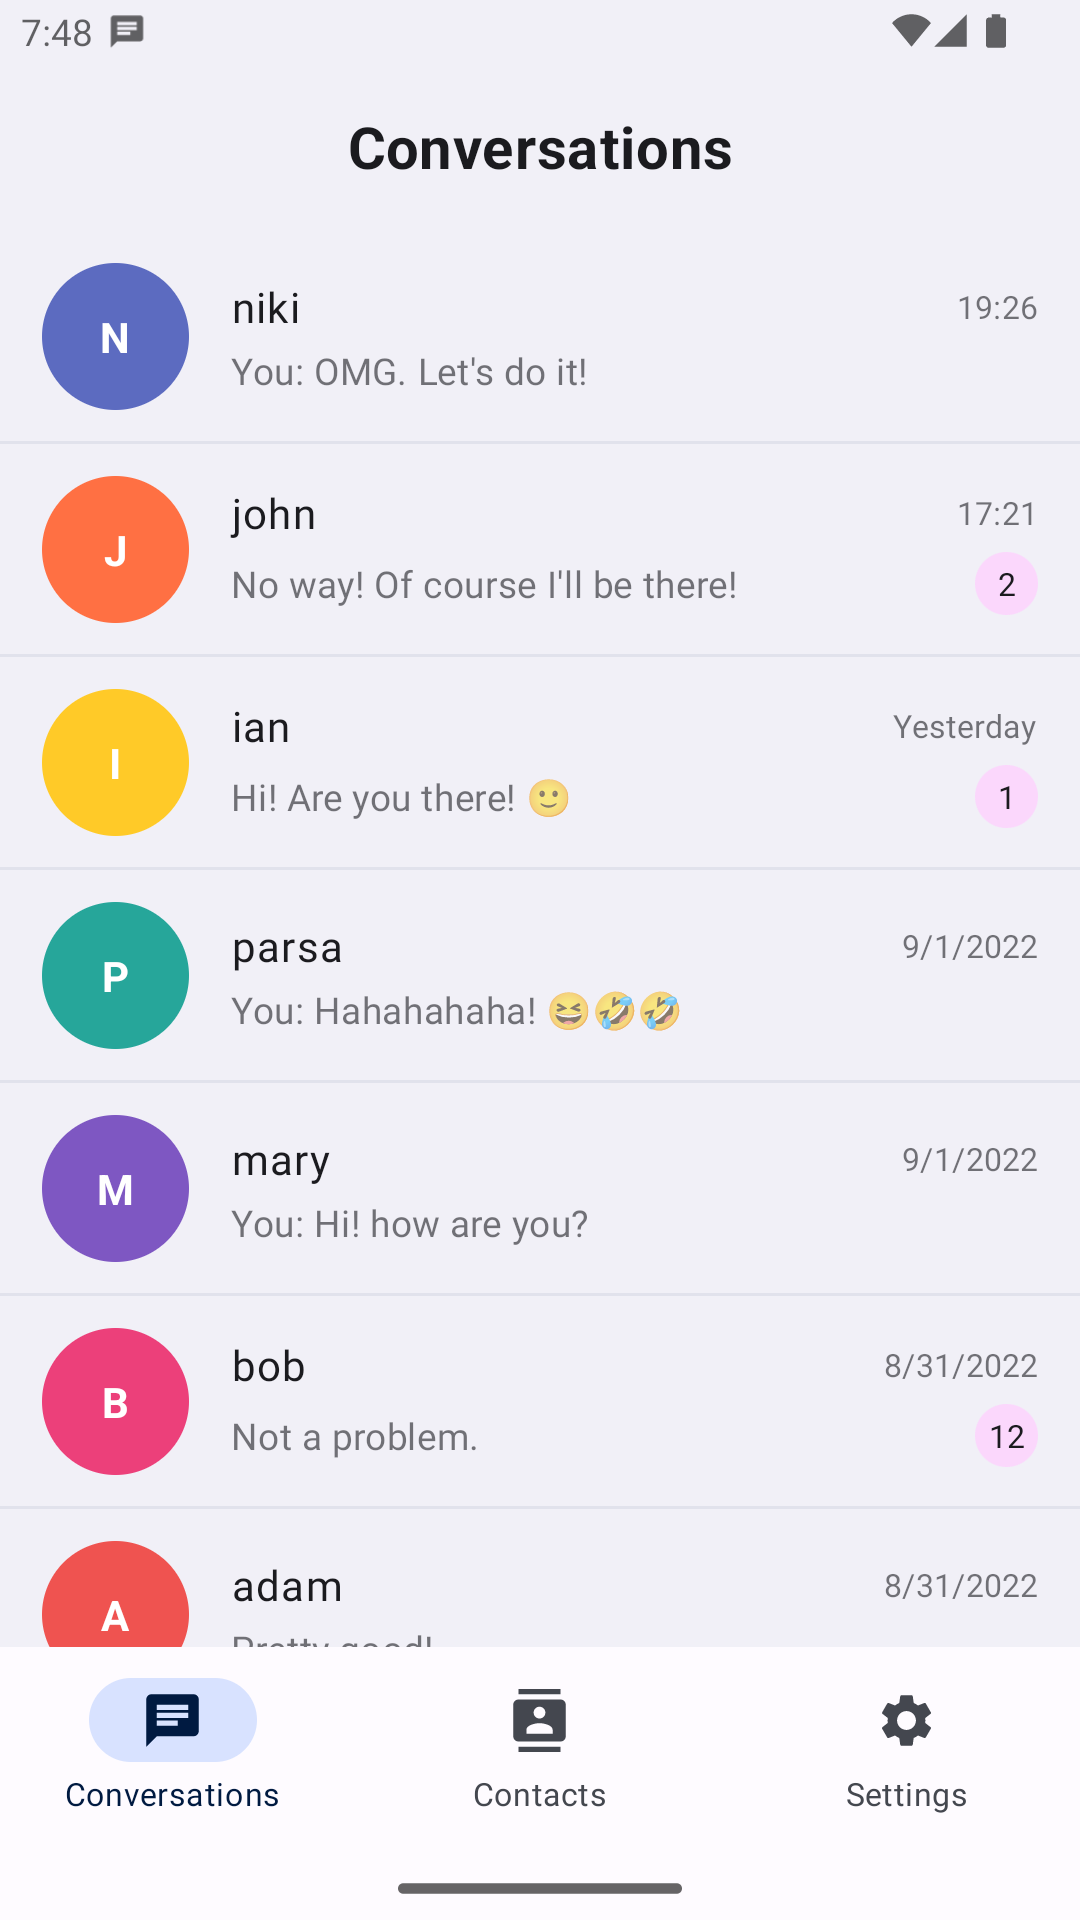 7:48
Conversations
N
niki
19:26
You: OMG. Let's do it!
J
john
17:21
No way! Of course I'll be there!
2
I
ian
Yesterday
Hi! Are you there! 🙂
1
P
parsa
9/1/2022
You: Hahahahaha! 😆🤣🤣
M
mary
9/1/2022
You: Hi! how are you?
B
bob
8/31/2022
Not a problem.
12
A
adam
8/31/2022
Pretty good!
Conversations
Contacts
Settings